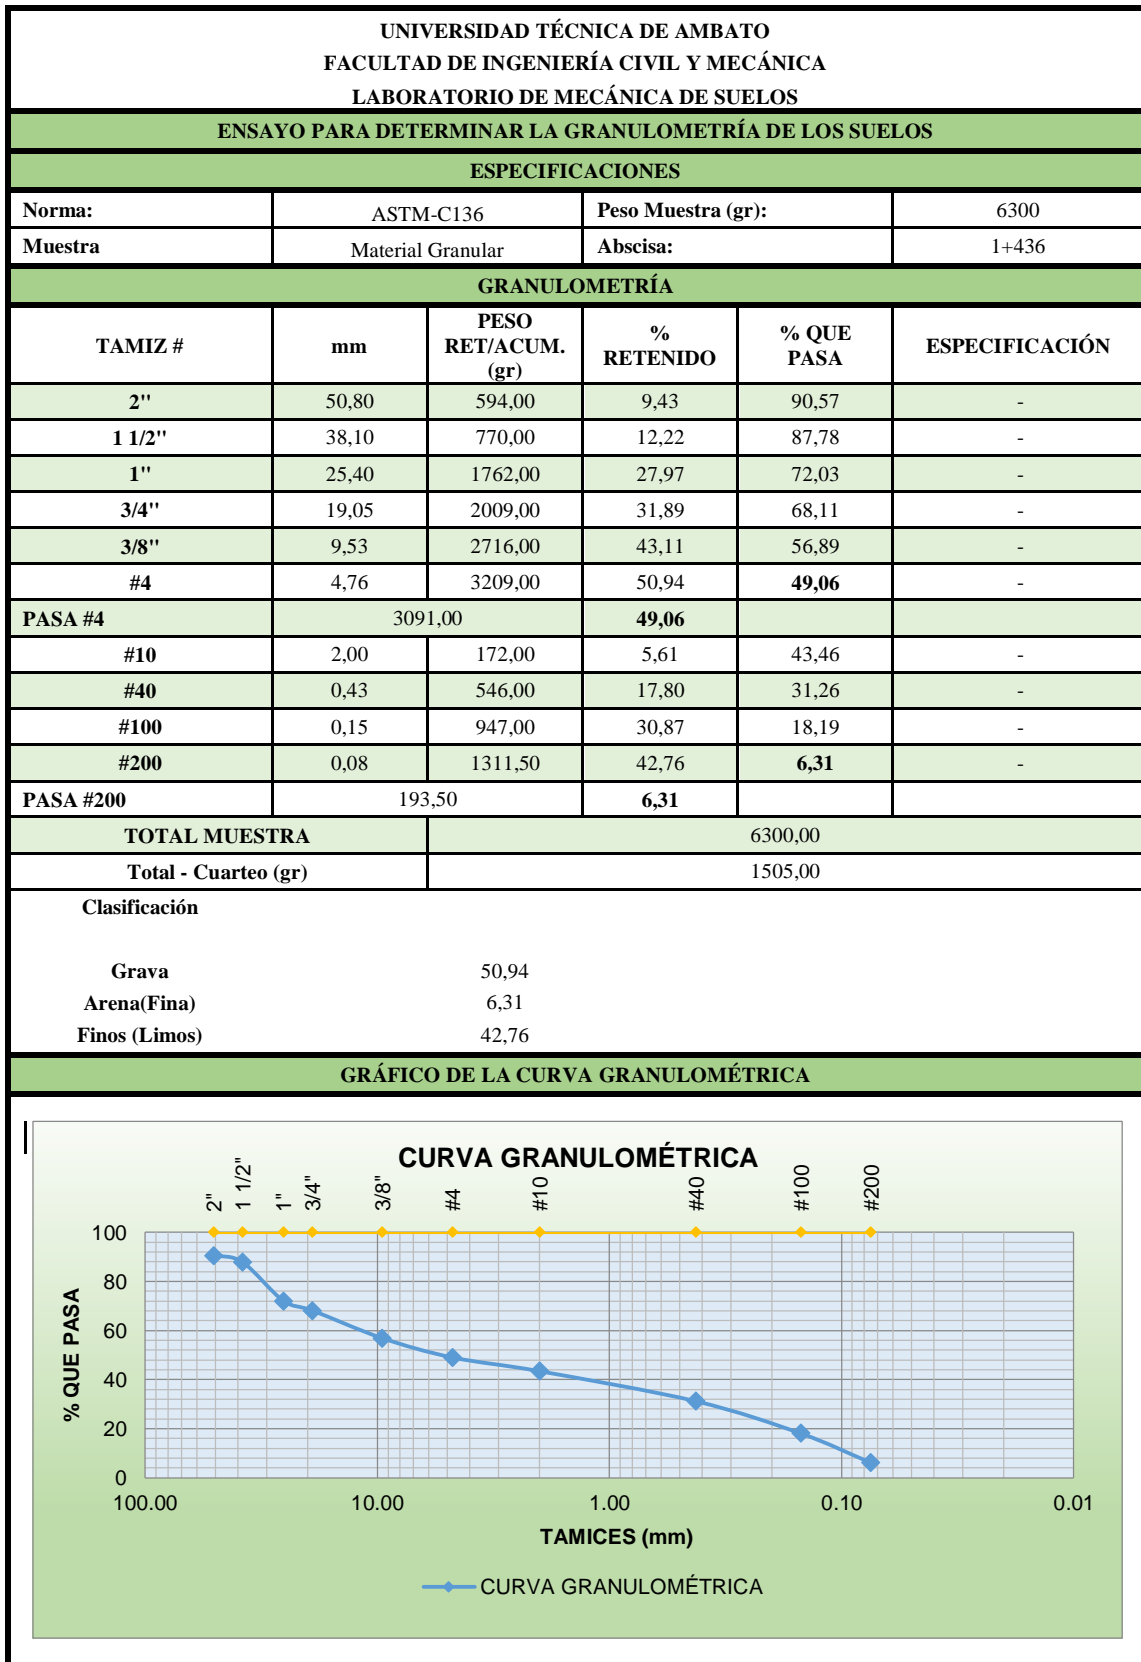 UNIVERSIDAD TÉCNICA DE AMBATO
FACULTAD DE INGENIERÍA CIVIL Y MECÁNICA
LABORATORIO DE MECÁNICA DE SUELOS
ENSAYO PARA DETERMINAR LA GRANULOMETRÍA DE LOS SUELOS
ESPECIFICACIONES
Norma: ASTM-C136 Peso Muestra (gr): 6300
Muestra Material Granular Abscisa: 1+436
GRANULOMETRÍA
TAMIZ # mm PESO RET/ACUM. (gr) % RETENIDO % QUE PASA ESPECIFICACIÓN
2'' 50,80 594,00 9,43 90,57 -
1 1/2'' 38,10 770,00 12,22 87,78 -
1'' 25,40 1762,00 27,97 72,03 -
3/4'' 19,05 2009,00 31,89 68,11 -
3/8'' 9,53 2716,00 43,11 56,89 -
#4 4,76 3209,00 50,94 49,06 -
PASA #4 3091,00 49,06
#10 2,00 172,00 5,61 43,46 -
#40 0,43 546,00 17,80 31,26 -
#100 0,15 947,00 30,87 18,19 -
#200 0,08 1311,50 42,76 6,31 -
PASA #200 193,50 6,31
TOTAL MUESTRA 6300,00
Total - Cuarteo (gr) 1505,00
Clasificación
Grava 50,94
Arena(Fina) 6,31
Finos (Limos) 42,76
GRÁFICO DE LA CURVA GRANULOMÉTRICA
CURVA GRANULOMÉTRICA
2" 1 1/2" 1" 3/4" 3/8" #4 #10 #40 #100 #200
100
80
60
40
20
0
% QUE PASA
100.00 10.00 1.00 0.10 0.01
TAMICES (mm)
CURVA GRANULOMÉTRICA